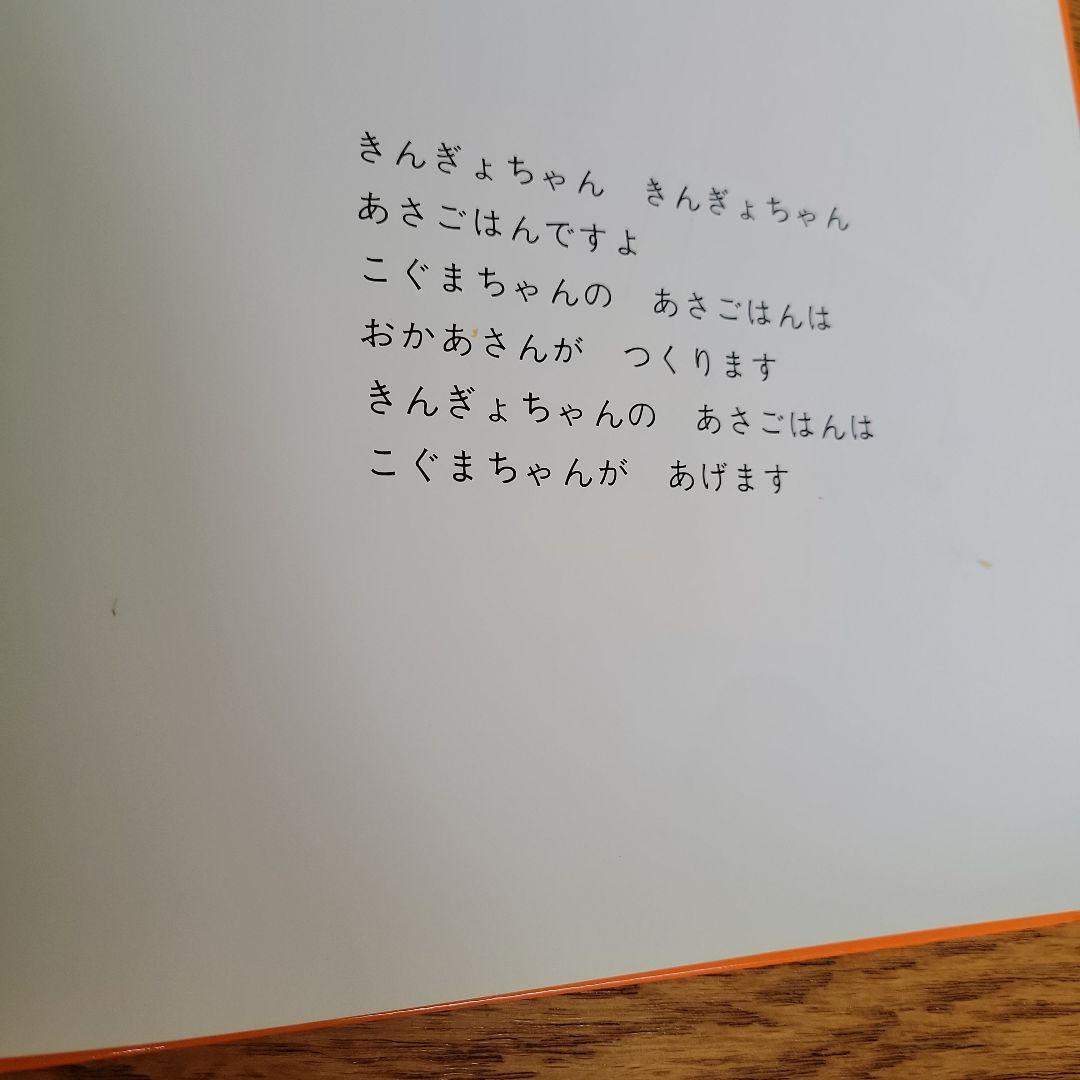 きんぎょちゃん　きんぎょちゃん
あさごはんですよ
こぐまちゃんの　あさごはんは
おかあさんが　つくります
きんぎょちゃんの　あさごはんは
こぐまちゃんが　あげます